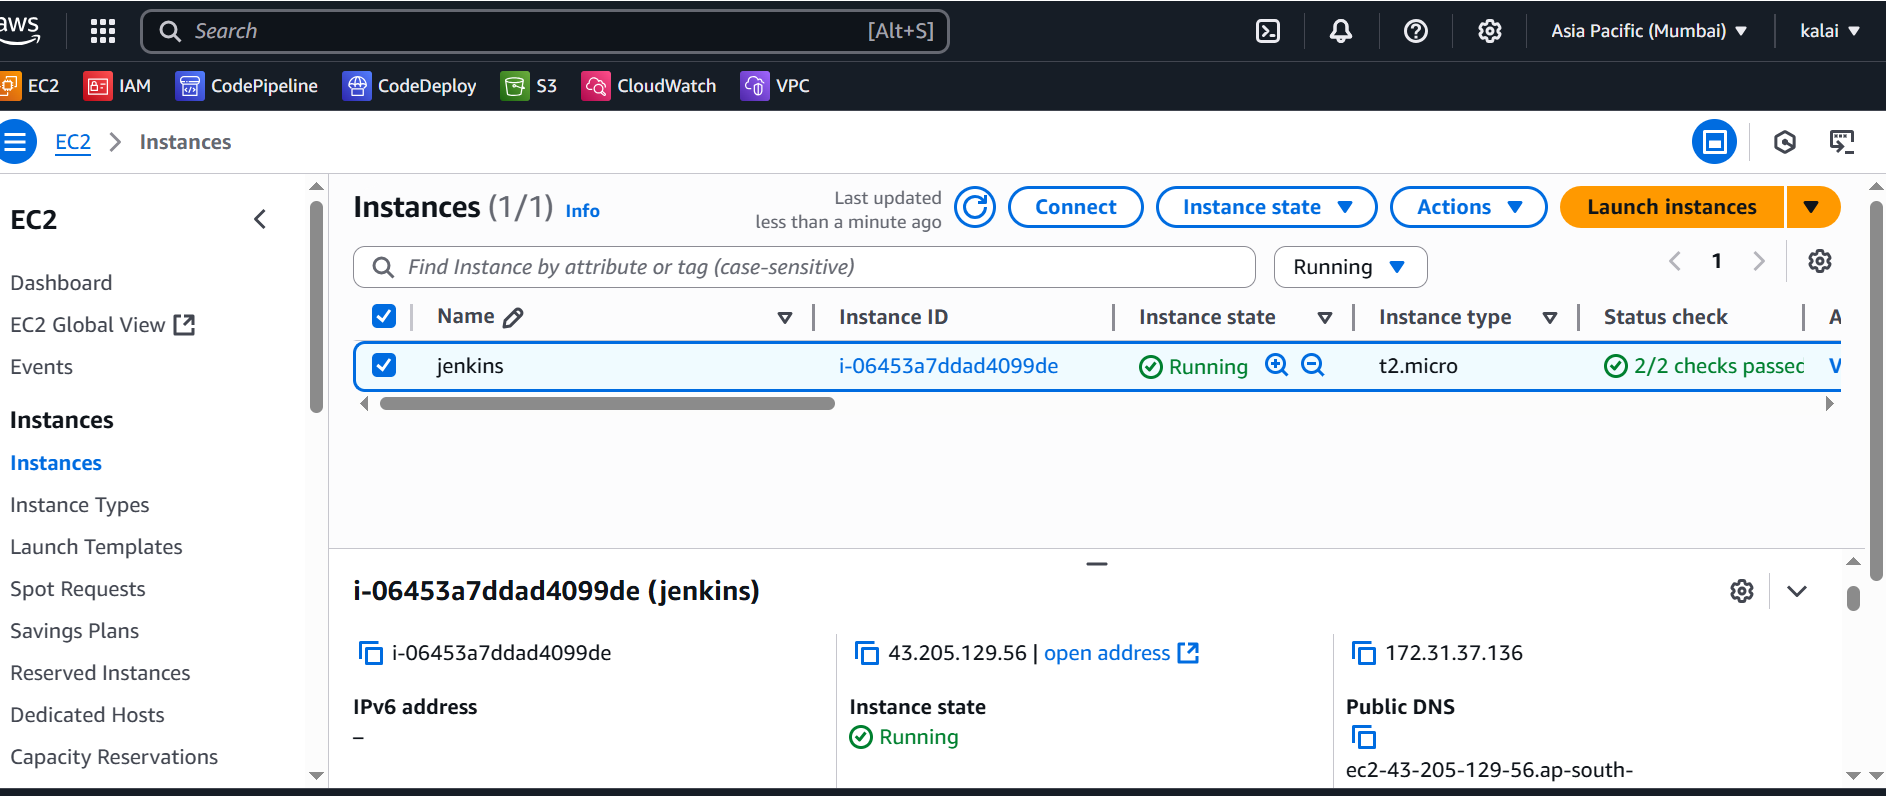 aws
Search [Alt+S]
Asia Pacific (Mumbai) kalai
EC2 IAM CodePipeline CodeDeploy S3 CloudWatch VPC
EC2 Instances
EC2
Dashboard
EC2 Global View
Events
Instances
Instances
Instance Types
Launch Templates
Spot Requests
Savings Plans
Reserved Instances
Dedicated Hosts
Capacity Reservations
Instances (1/1) Info
Last updated
less than a minute ago
Connect Instance state Actions Launch instances
Find Instance by attribute or tag (case-sensitive)
Running
1
Name Instance ID Instance state Instance type Status check A
jenkins i-06453a7ddad4099de Running t2.micro 2/2 checks passed V
i-06453a7ddad4099de (jenkins)
i-06453a7ddad4099de
43.205.129.56 | open address
172.31.37.136
IPv6 address
–
Instance state
Running
Public DNS
ec2-43-205-129-56.ap-south-